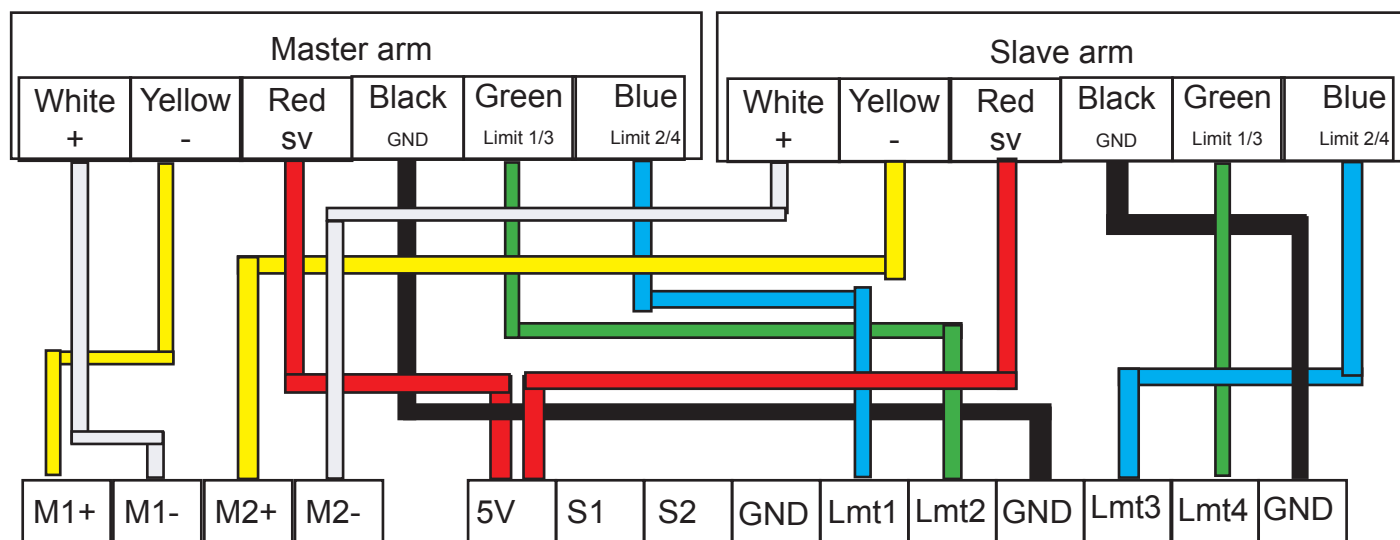 Master arm
Slave arm
White Yellow Red Black Green Blue
+ - sv GND Limit 1/3 Limit 2/4
White Yellow Red Black Green Blue
+ - sv GND Limit 1/3 Limit 2/4
M1+ M1- M2+ M2- 5V S1 S2 GND Lmt1 Lmt2 GND Lmt3 Lmt4 GND